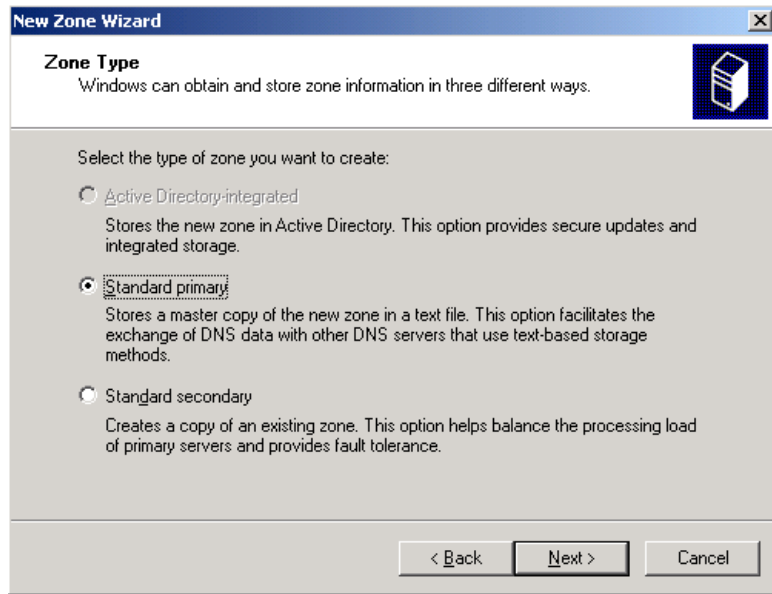 New Zone Wizard
Zone Type
Windows can obtain and store zone information in three different ways.
Select the type of zone you want to create:
Active Directory-integrated
Stores the new zone in Active Directory. This option provides secure updates and
integrated storage.
Standard primary
Stores a master copy of the new zone in a text file. This option facilitates the
exchange of DNS data with other DNS servers that use text-based storage
methods.
Standard secondary
Creates a copy of an existing zone. This option helps balance the processing load
of primary servers and provides fault tolerance.
< Back Next > Cancel